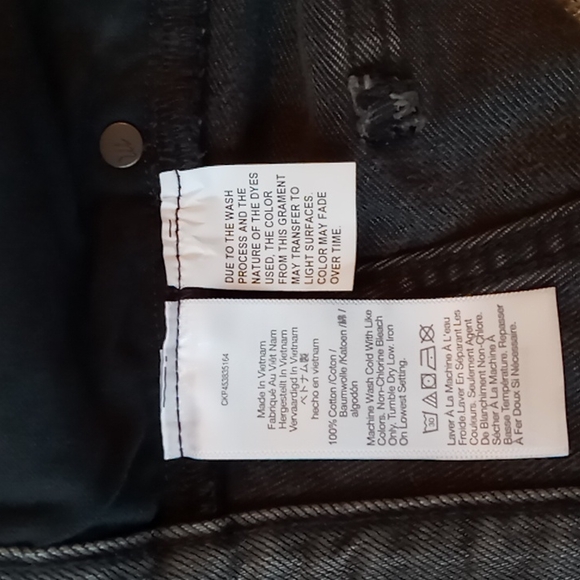 DUE TO THE WASH
PROCESS AND THE
NATURE OF THE DYES
USED, THE COLOR
FROM THIS GRAMENT
MAY TRANSFER TO
LIGHT SURFACES.
COLOR MAY FADE
OVER TIME.
CKP453835164
Made In Vietnam
Fabriqué Au Viêt Nam
Hergestellt In Vietnam
Vervaardigd In Vietnam
ベトナム製
hecho en vietnam
100% Cotton /Coton /
Baumwolle /Katoen /綿 /
algodón
Machine Wash Cold With Like
Colors. Non-Chlorine Bleach
Only. Tumble Dry Low. Iron
On Lowest Setting.
30
Laver À La Machine À L'eau
Froide Laver En Séparant Les
Couleurs. Seulement Agent
De Blanchiment Non-Chlore.
Sécher À La Machine À
Basse Température. Repasser
À Fer Doux Si Nécessaire.